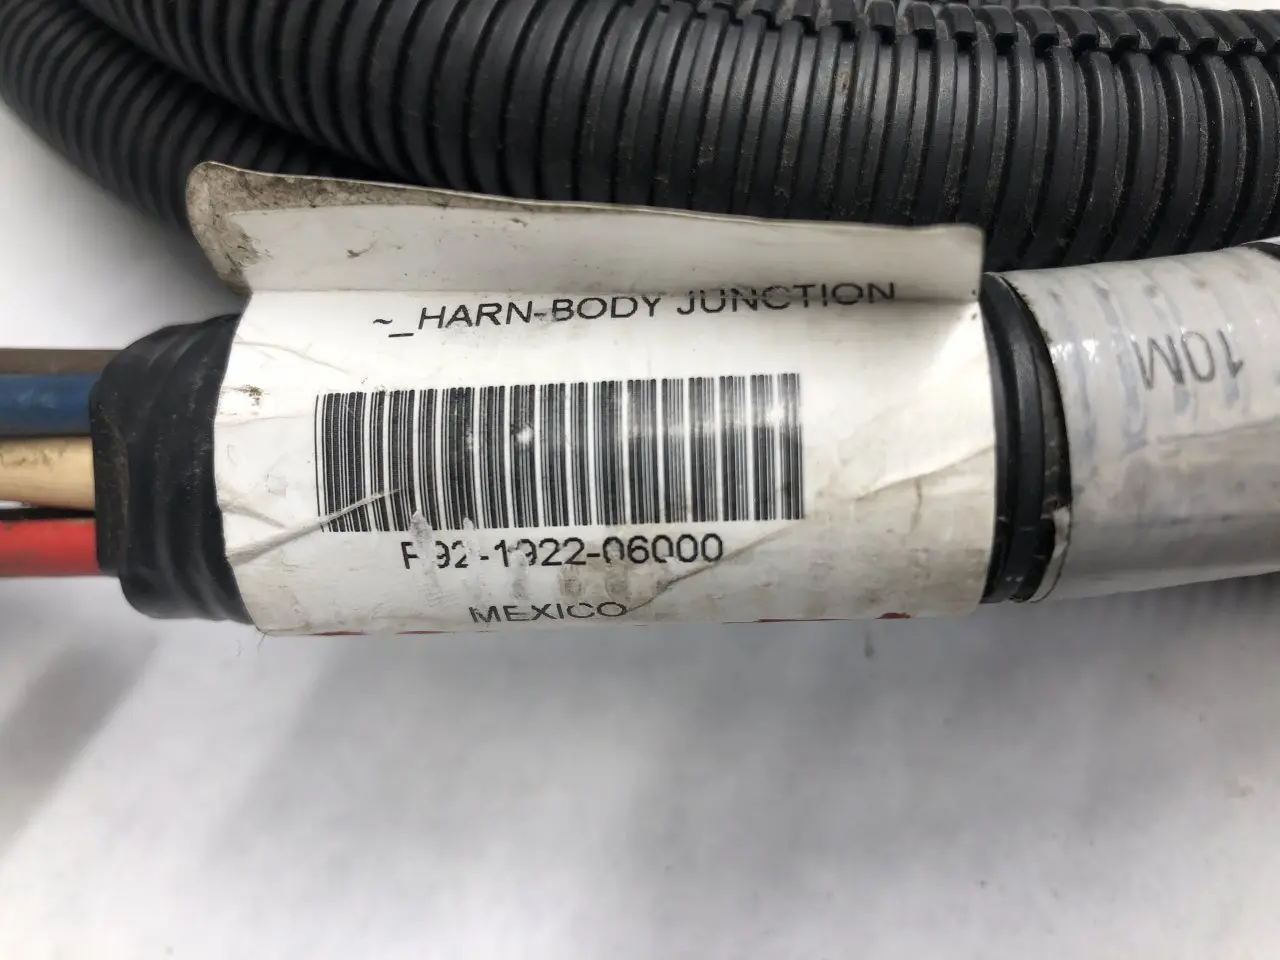 ~_HARN-BODY JUNCTION
P92-1922-06000
MEXICO
10M